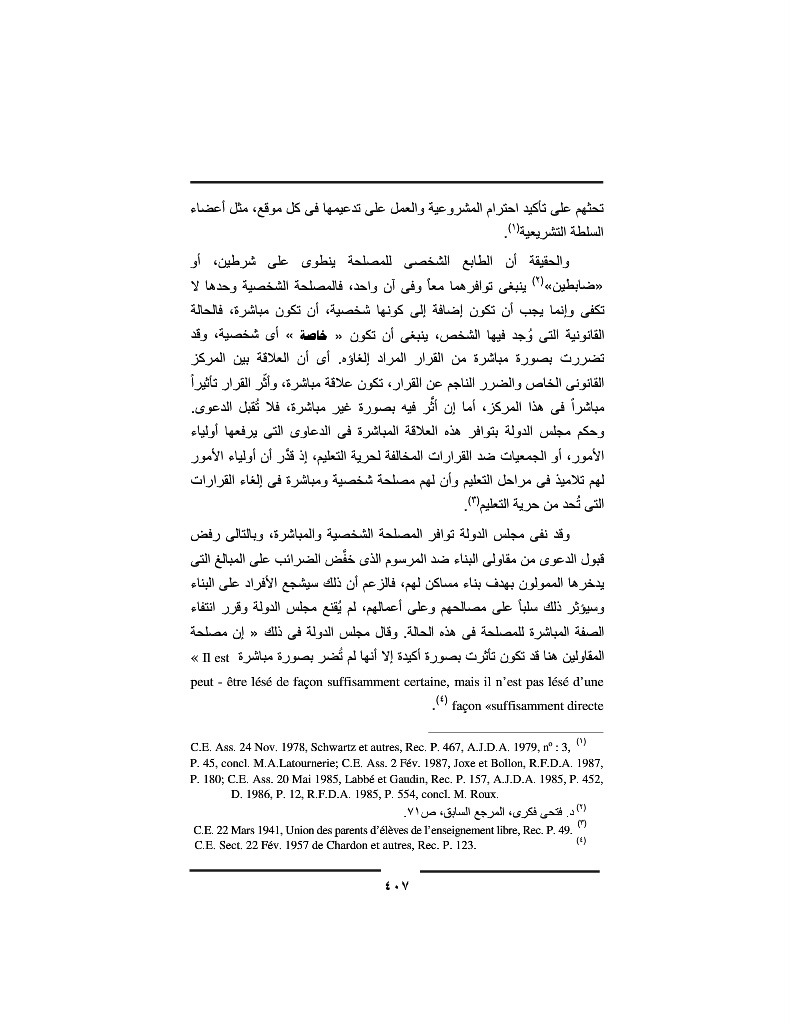 تحثهم على تأكيد احترام المشروعية والعمل على تدعيمها فى كل موقع، مثل أعضاء
السلطة التشريعية(١).
والحقيقة أن الطابع الشخصى للمصلحة ينطوى على شرطين، أو
«ضابطين»(٢) ينبغى توافرهما معاً وفى آن واحد، فالمصلحة الشخصية وحدها لا
تكفى وإنما يجب أن تكون إضافة إلى كونها شخصية، أن تكون مباشرة، فالحالة
القانونية التى وُجد فيها الشخص، ينبغى أن تكون « خاصة » أى شخصية، وقد
تضررت بصورة مباشرة من القرار المراد إلغاؤه. أى أن العلاقة بين المركز
القانونى الخاص والضرر الناجم عن القرار، تكون علاقة مباشرة، وأثّر القرار تأثيراً
مباشراً فى هذا المركز، أما إن أثَّر فيه بصورة غير مباشرة، فلا تُقبل الدعوى.
وحكم مجلس الدولة بتوافر هذه العلاقة المباشرة فى الدعاوى التى يرفعها أولياء
الأمور، أو الجمعيات ضد القرارات المخالفة لحرية التعليم، إذ قدَّر أن أولياء الأمور
لهم تلاميذ فى مراحل التعليم وأن لهم مصلحة شخصية ومباشرة فى إلغاء القرارات
التى تُحد من حرية التعليم(٣).
وقد نفى مجلس الدولة توافر المصلحة الشخصية والمباشرة، وبالتالى رفض
قبول الدعوى من مقاولى البناء ضد المرسوم الذى خفَّض الضرائب على المبالغ التى
يدخرها الممولون بهدف بناء مساكن لهم، فالزعم أن ذلك سيشجع الأفراد على البناء
وسيؤثر ذلك سلباً على مصالحهم وعلى أعمالهم، لم يُقنع مجلس الدولة وقرر انتفاء
الصفة المباشرة للمصلحة فى هذه الحالة. وقال مجلس الدولة فى ذلك « إن مصلحة
المقاولين هنا قد تكون تأثرت بصورة أكيدة إلا أنها لم تُضر بصورة مباشرة Il est »
peut - être lésé de façon suffisamment certaine, mais il n’est pas lésé d’une
façon «suffisamment directe (٤).
(١) C.E. Ass. 24 Nov. 1978, Schwartz et autres, Rec. P. 467, A.J.D.A. 1979, nº : 3,
P. 45, concl. M.A.Latournerie; C.E. Ass. 2 Fév. 1987, Joxe et Bollon, R.F.D.A. 1987,
P. 180; C.E. Ass. 20 Mai 1985, Labbé et Gaudin, Rec. P. 157, A.J.D.A. 1985, P. 452,
D. 1986, P. 12, R.F.D.A. 1985, P. 554, concl. M. Roux.
(٢) د. فتحى فكرى، المرجع السابق، ص٧١.
(٣) C.E. 22 Mars 1941, Union des parents d’élèves de l’enseignement libre, Rec. P. 49.
(٤) C.E. Sect. 22 Fév. 1957 de Chardon et autres, Rec. P. 123.
٤٠٧